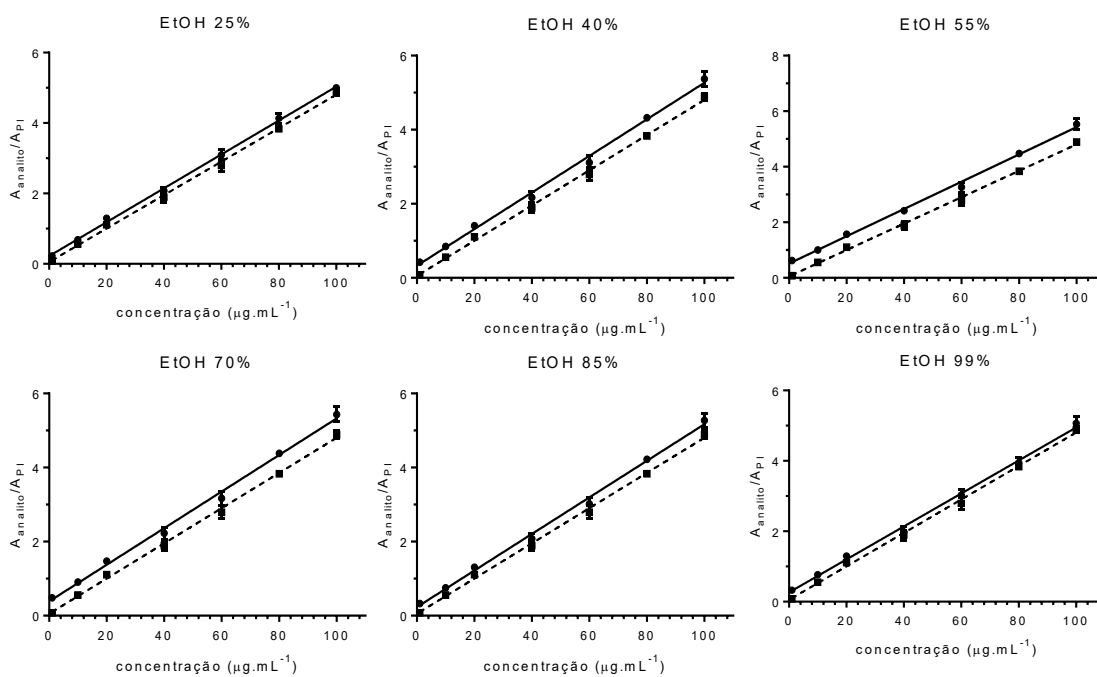 EtOH 25%
EtOH 40%
EtOH 55%
6
4
2
0
A analito/A PI
0 20 40 60 80 100
concentração (μg.mL⁻¹)
6
4
2
0
A analito/A PI
0 20 40 60 80 100
concentração (μg.mL⁻¹)
8
6
4
2
0
A analito/A PI
0 20 40 60 80 100
concentração (μg.mL⁻¹)
EtOH 70%
EtOH 85%
EtOH 99%
6
4
2
0
A analito/A PI
0 20 40 60 80 100
concentração (μg.mL⁻¹)
6
4
2
0
A analito/A PI
0 20 40 60 80 100
concentração (μg.mL⁻¹)
6
4
2
0
A analito/A PI
0 20 40 60 80 100
concentração (μg.mL⁻¹)